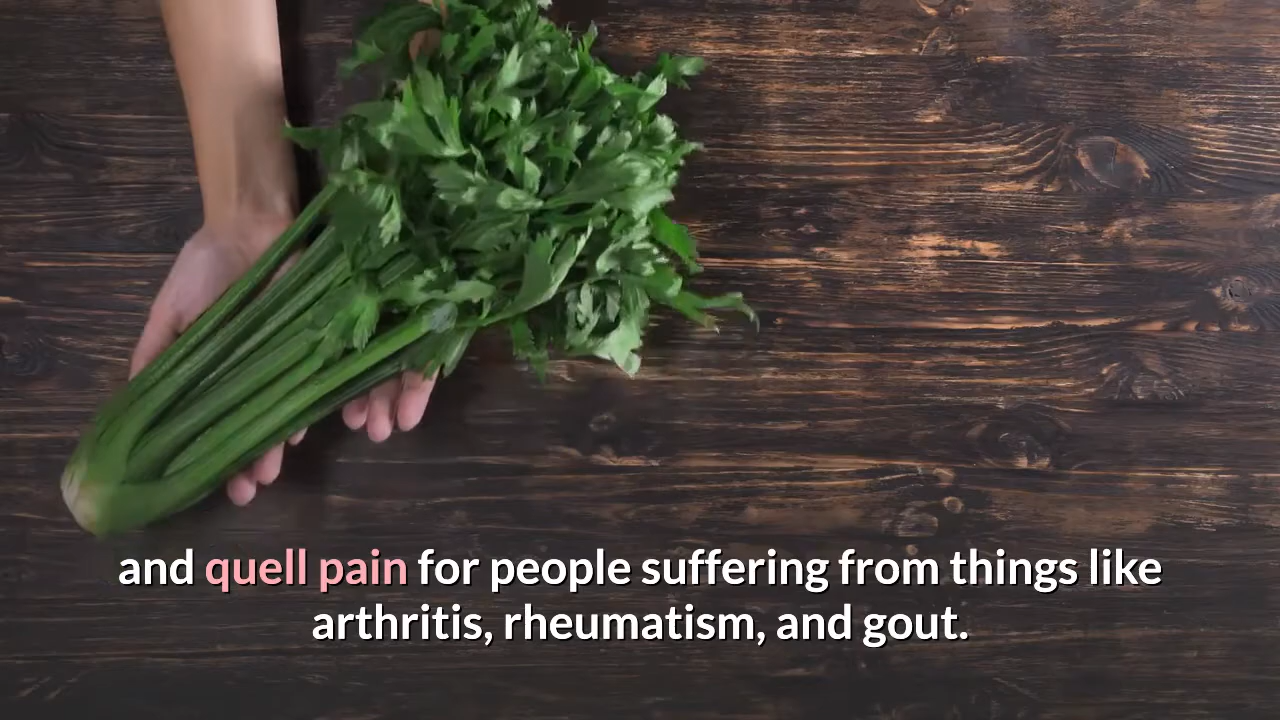 and quell pain for people suffering from things like
arthritis, rheumatism, and gout.